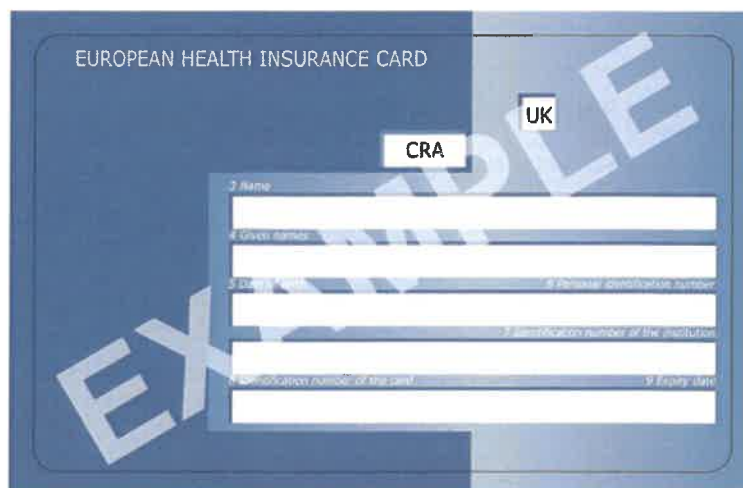 EUROPEAN HEALTH INSURANCE CARD
UK
CRA
3 Name
4 Given names
5 Date of birth 6 Personal identification number
7 Identification number of the institution
8 Identification number of the card 9 Expiry date
EXAMPLE